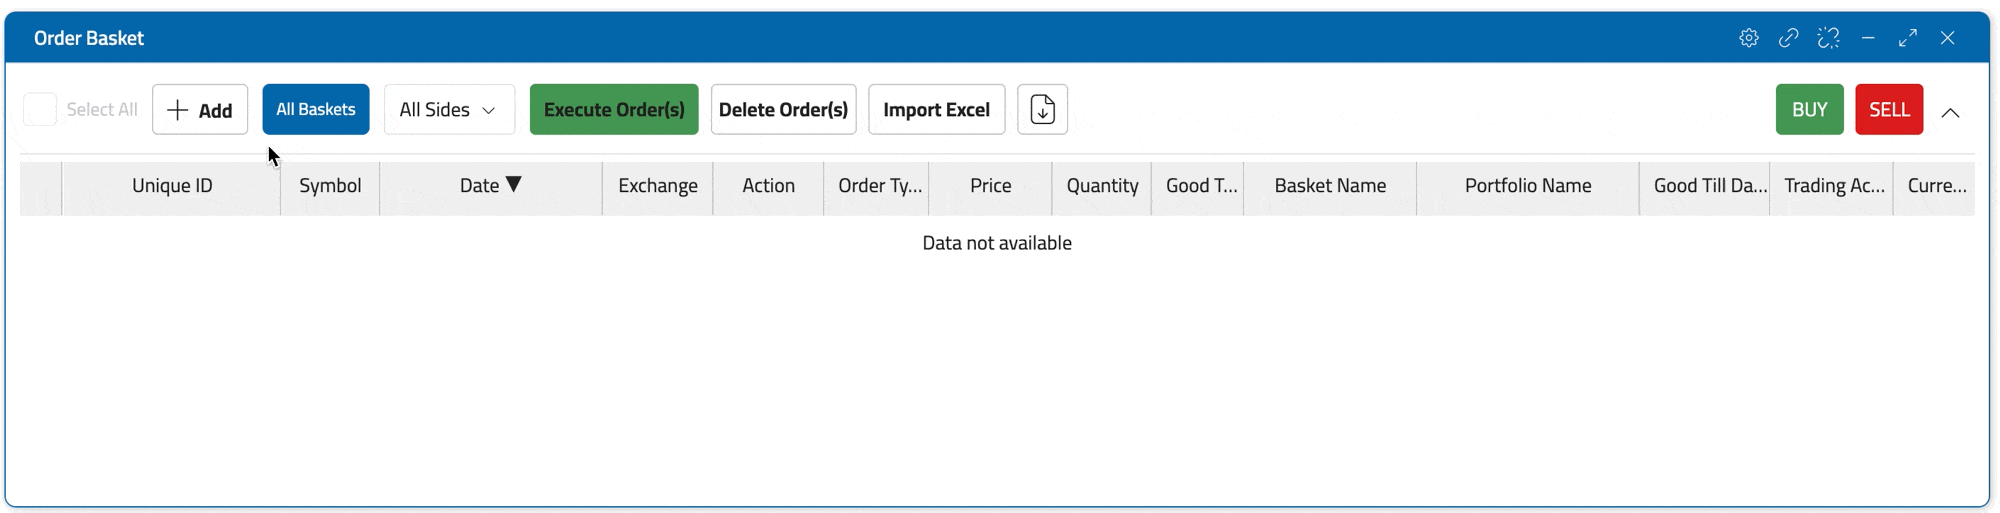 Order Basket
Select All Add All Baskets All Sides Execute Order(s) Delete Order(s) Import Excel BUY SELL
Unique ID Symbol Date ▼ Exchange Action Order Ty... Price Quantity Good T... Basket Name Portfolio Name Good Till Da... Trading Ac... Curre...
Data not available